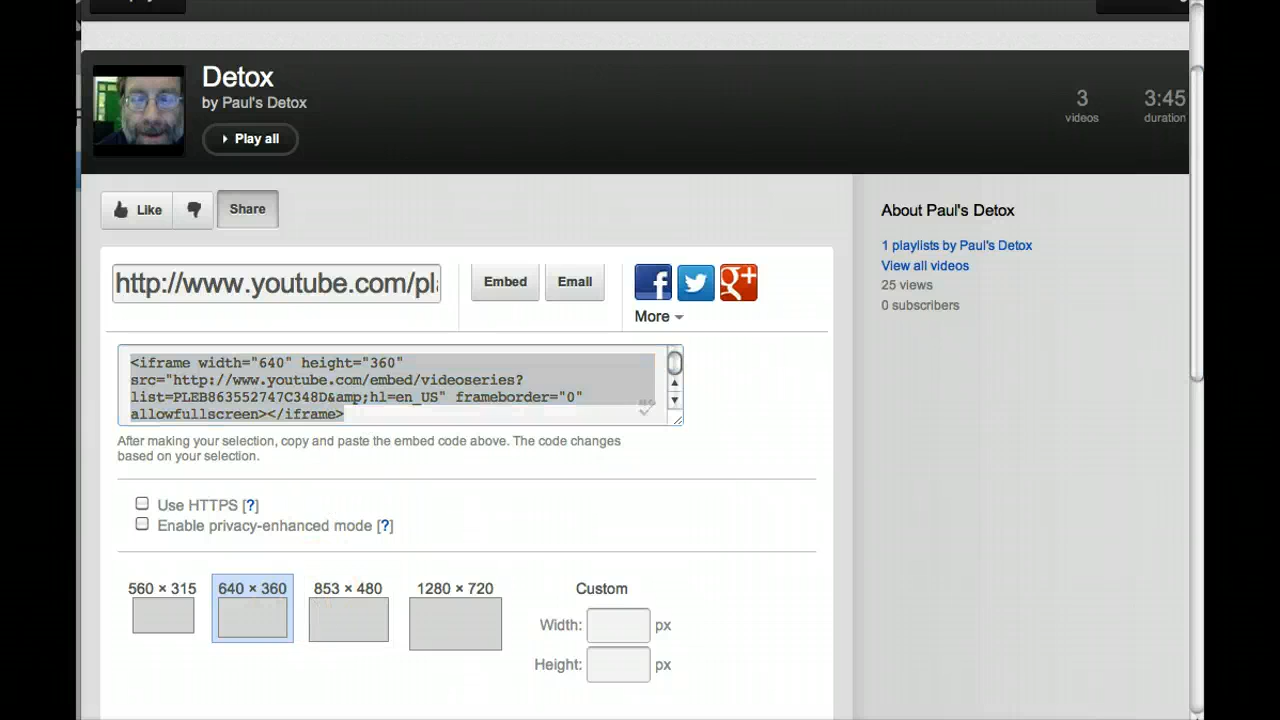 Detox
by Paul's Detox
Play all
3
videos
3:45
duration
Like
Share
About Paul's Detox
1 playlists by Paul's Detox
View all videos
25 views
0 subscribers
http://www.youtube.com/pl
Embed
Email
More
<iframe width="640" height="360"
src="http://www.youtube.com/embed/videoseries?
list=PLEB863552747C348D&amp;hl=en_US" frameborder="0"
allowfullscreen></iframe>
After making your selection, copy and paste the embed code above. The code changes
based on your selection.
Use HTTPS [?]
Enable privacy-enhanced mode [?]
560 × 315
640 × 360
853 × 480
1280 × 720
Custom
Width: px
Height: px